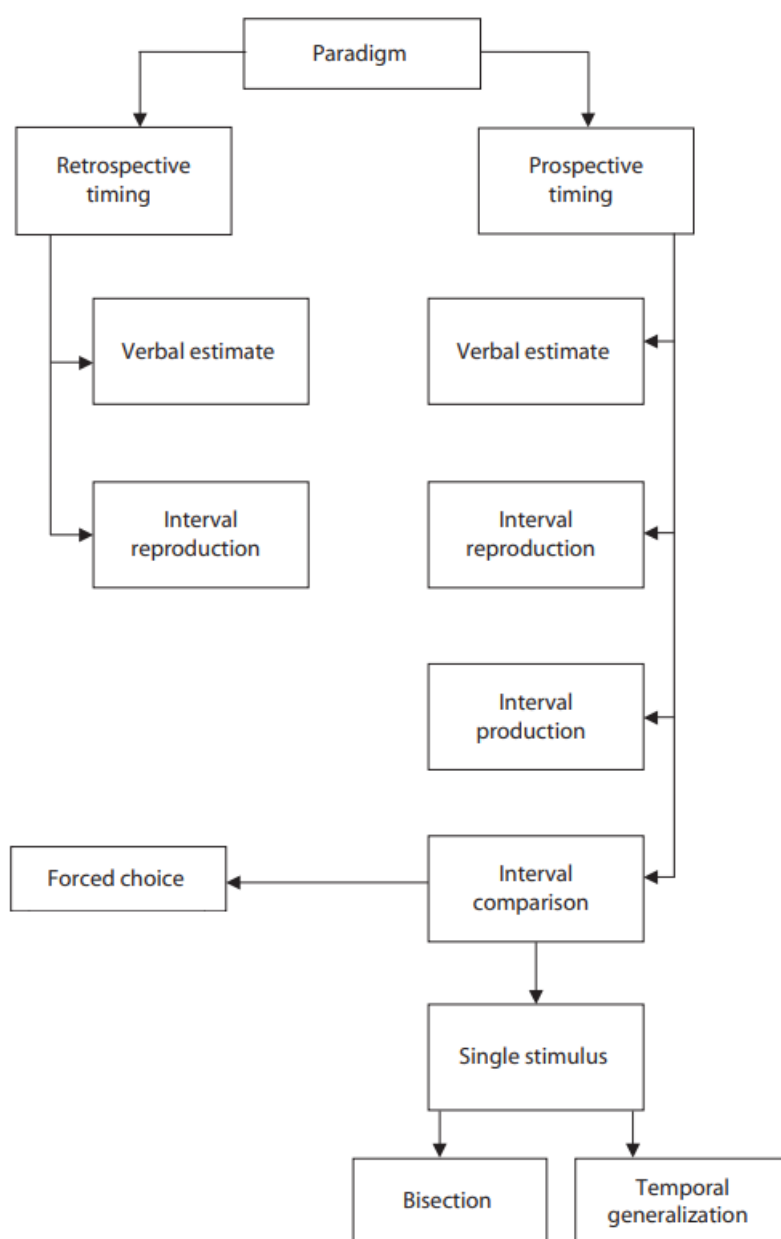 Paradigm
Retrospective
timing
Prospective
timing
Verbal estimate
Verbal estimate
Interval
reproduction
Interval
reproduction
Interval
production
Forced choice
Interval
comparison
Single stimulus
Bisection
Temporal
generalization